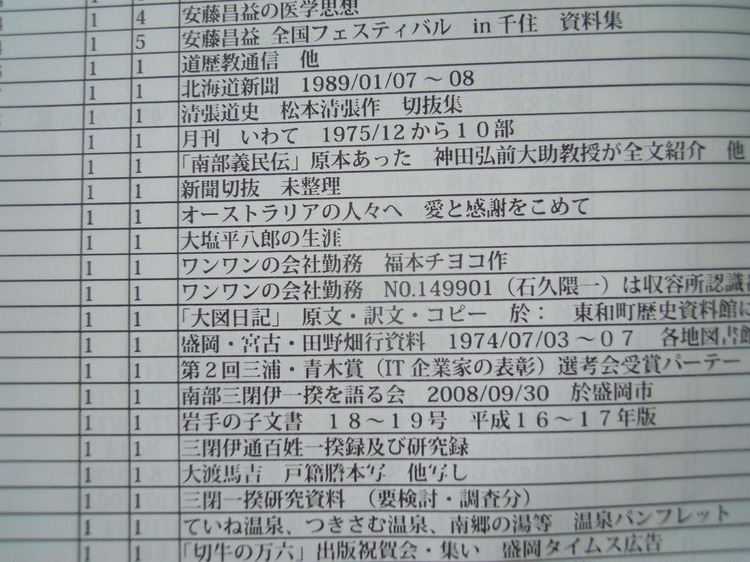 1 4 安藤昌益の医学思想
1 5 安藤昌益 全国フェスティバル in千住 資料集
1 1 道歴教通信 他
1 1 北海道新聞 1989/01/07～08
1 1 清張道史 松本清張作 切抜集
1 1 月刊 いわて 1975/12から10部
1 1 「南部義民伝」原本あった 神田弘前大助教授が全文紹介 他
1 1 新聞切抜 未整理
1 1 オーストラリアの人々へ 愛と感謝をこめて
1 1 大塩平八郎の生涯
1 1 ワンワンの会社勤務 福本チヨコ作
1 1 ワンワンの会社勤務 N0.149901（石久隈一）は収容所認識
1 1 「大図日記」 原文・訳文・コピー 於： 東和町歴史資料館に
1 1 盛岡・宮古・田野畑行資料 1974/07/03～07 各地図書館
1 1 第2回三浦・青木賞（IT企業家の表彰）選考会受賞パーテー
1 1 南部三閉伊一揆を語る会 2008/09/30 於盛岡市
1 1 岩手の子文書 18～19号 平成16～17年版
1 1 三閉伊通百姓一揆録及び研究録
1 1 大渡馬吉 戸籍謄本写 他写し
1 1 三閉一揆研究資料 （要検討・調査分）
1 1 ていね温泉、つきさむ温泉、南郷の湯等 温泉パンフレット
1 1 「切牛の万六」出版祝賀会・集い 盛岡タイムス広告